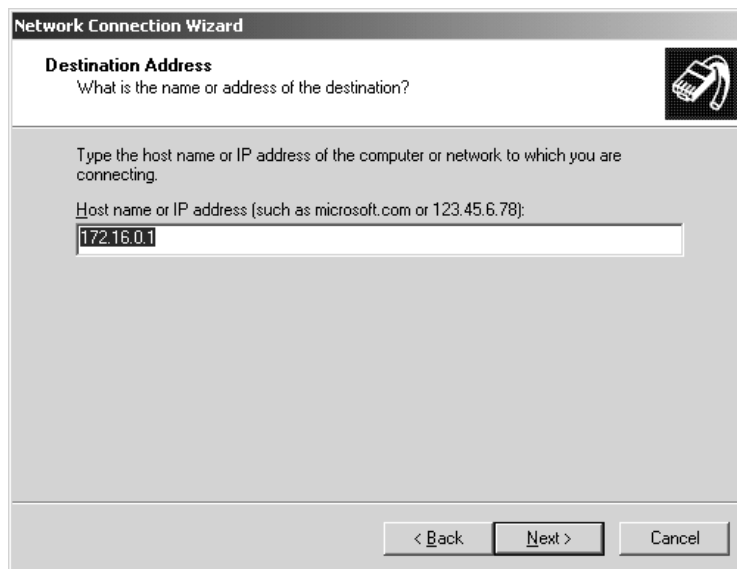 Network Connection Wizard
Destination Address
What is the name or address of the destination?
Type the host name or IP address of the computer or network to which you are
connecting.
Host name or IP address (such as microsoft.com or 123.45.6.78):
172.16.0.1
< Back
Next >
Cancel